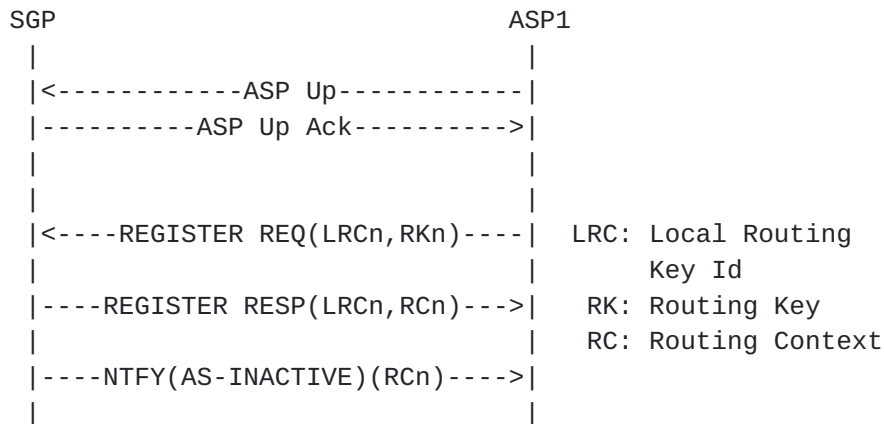 SGP                             ASP1
 |                               |
 |<------------ASP Up------------|
 |----------ASP Up Ack---------->|
 |                               |
 |                               |
 |<----REGISTER REQ(LRCn,RKn)----|  LRC: Local Routing
 |                               |       Key Id
 |----REGISTER RESP(LRCn,RCn)--->|   RK: Routing Key
 |                               |   RC: Routing Context
 |----NTFY(AS-INACTIVE)(RCn)---->|
 |                               |